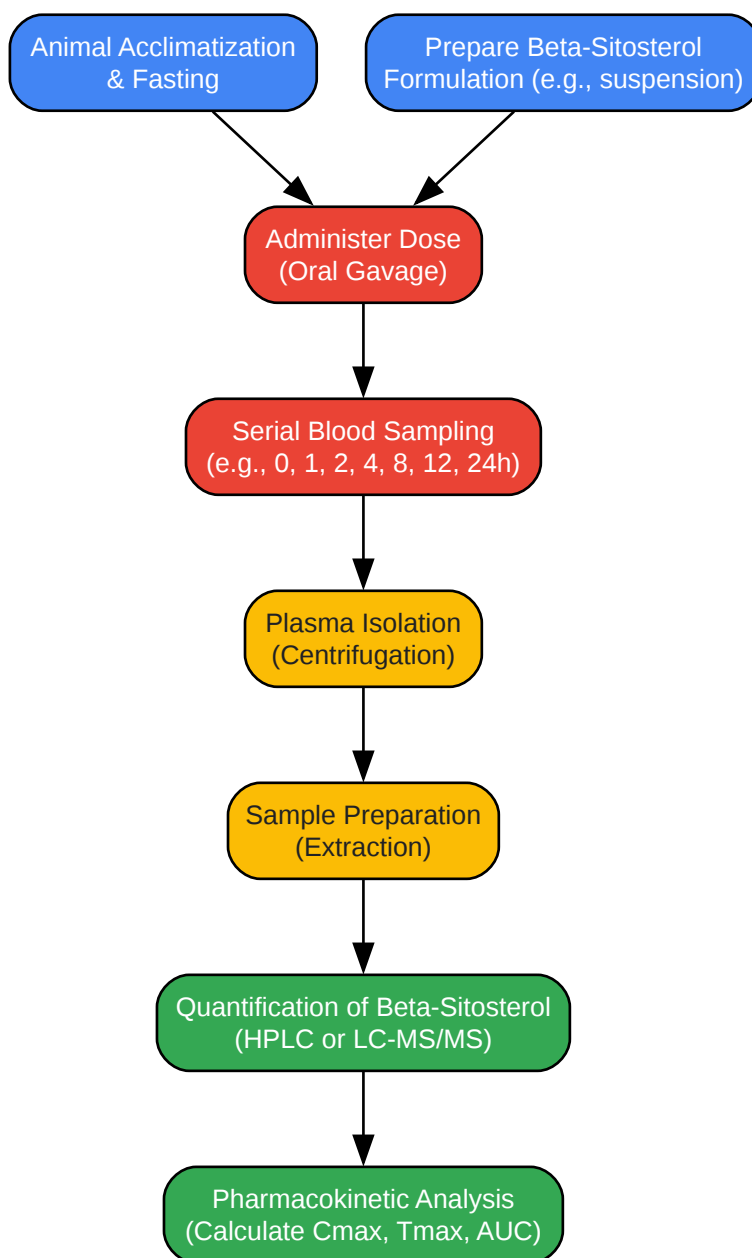 Animal Acclimatization
& Fasting
Prepare Beta-Sitosterol
Formulation (e.g., suspension)
Administer Dose
(Oral Gavage)
Serial Blood Sampling
(e.g., 0, 1, 2, 4, 8, 12, 24h)
Plasma Isolation
(Centrifugation)
Sample Preparation
(Extraction)
Quantification of Beta-Sitosterol
(HPLC or LC-MS/MS)
Pharmacokinetic Analysis
(Calculate Cmax, Tmax, AUC)